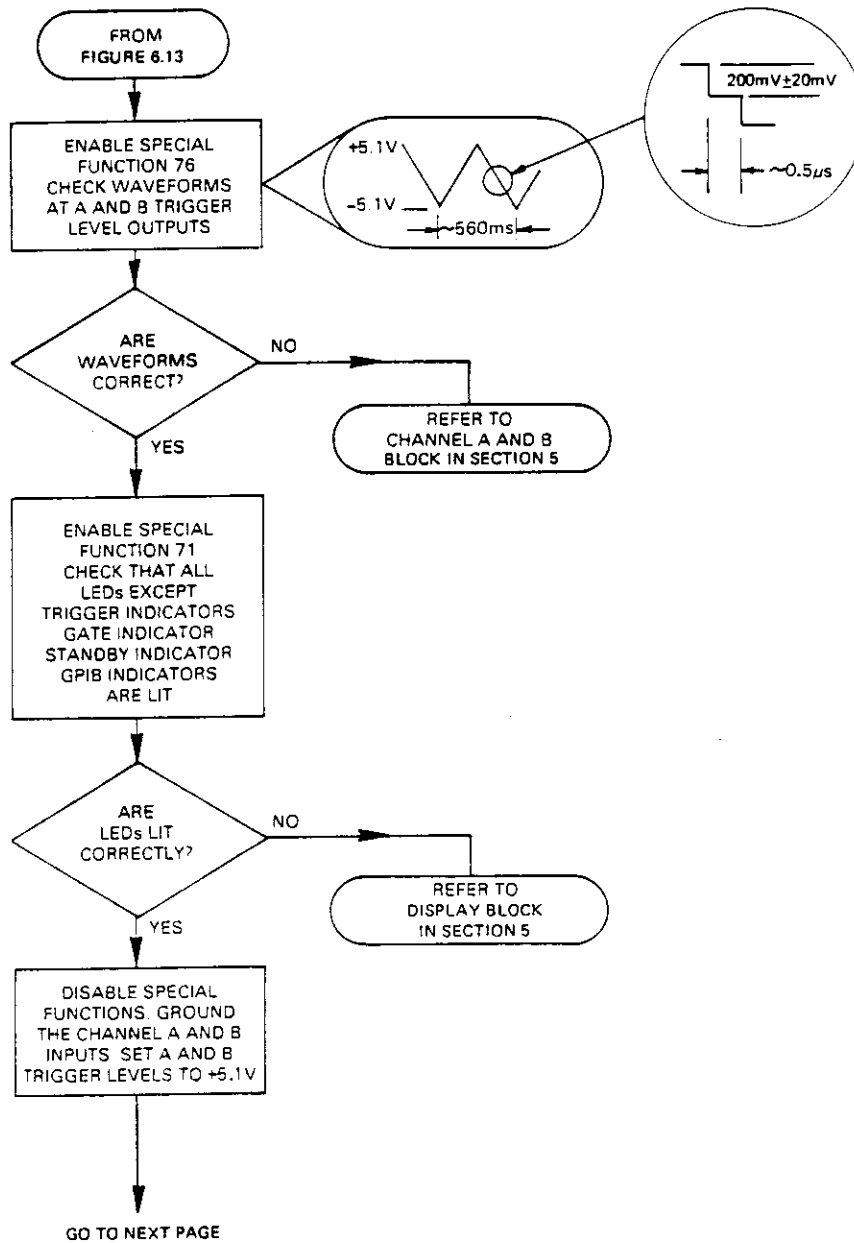 FROM
FIGURE 6.13
ENABLE SPECIAL
FUNCTION 76
CHECK WAVEFORMS
AT A AND B TRIGGER
LEVEL OUTPUTS
+5.1V
-5.1V
~560ms
200mV±20mV
~0.5µs
ARE
WAVEFORMS
CORRECT?
NO
REFER TO
CHANNEL A AND B
BLOCK IN SECTION 5
YES
ENABLE SPECIAL
FUNCTION 71
CHECK THAT ALL
LEDs EXCEPT
TRIGGER INDICATORS
GATE INDICATOR
STANDBY INDICATOR
GPIB INDICATORS
ARE LIT
ARE
LEDs LIT
CORRECTLY?
NO
REFER TO
DISPLAY BLOCK
IN SECTION 5
YES
DISABLE SPECIAL
FUNCTIONS. GROUND
THE CHANNEL A AND B
INPUTS SET A AND B
TRIGGER LEVELS TO +5.1V
GO TO NEXT PAGE